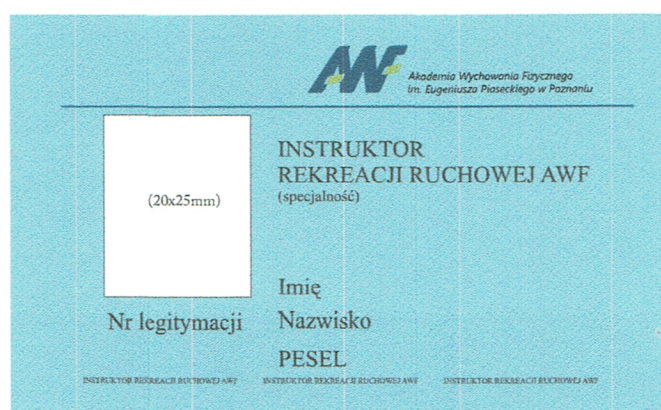 AWF
Akademia Wychowania Fizycznego
im. Eugeniusza Piaseckiego w Poznaniu
INSTRUKTOR
REKREACJI RUCHOWEJ AWF
(specjalność)
(20x25mm)
Imię
Nr legitymacji
Nazwisko
PESEL
INSTRUKTOR REKREACJI RUCHOWEJ AWF INSTRUKTOR REKREACJI RUCHOWEJ AWF INSTRUKTOR REKREACJI RUCHOWEJ AWF